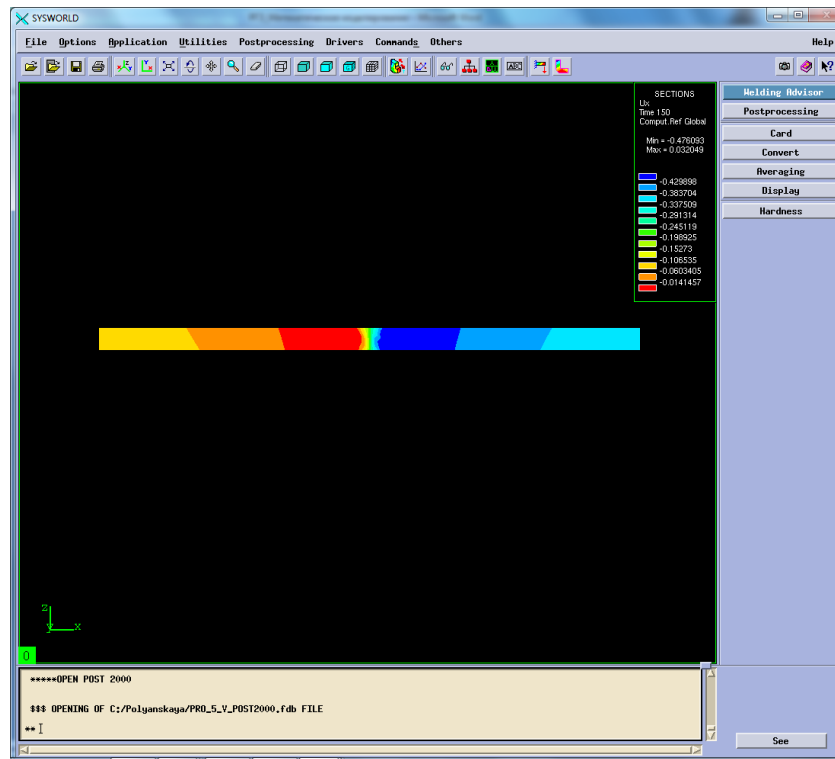 SYSWORLD
File Options Application Utilities Postprocessing Drivers Commands Others Help
SECTIONS
Ux
Time 150
Comput.Ref Global
Min = -0.476093
Max = 0.032049
-0.429898
-0.383704
-0.337509
-0.291314
-0.245119
-0.198925
-0.15273
-0.106535
-0.0603405
-0.0141457
Welding Advisor
Postprocessing
Card
Convert
Averaging
Display
Hardness
z
y
x
0
*****OPEN POST 2000
$$$ OPENING OF C:/Polyanskaya/PRO_5_V_POST2000.fdb FILE
**
See